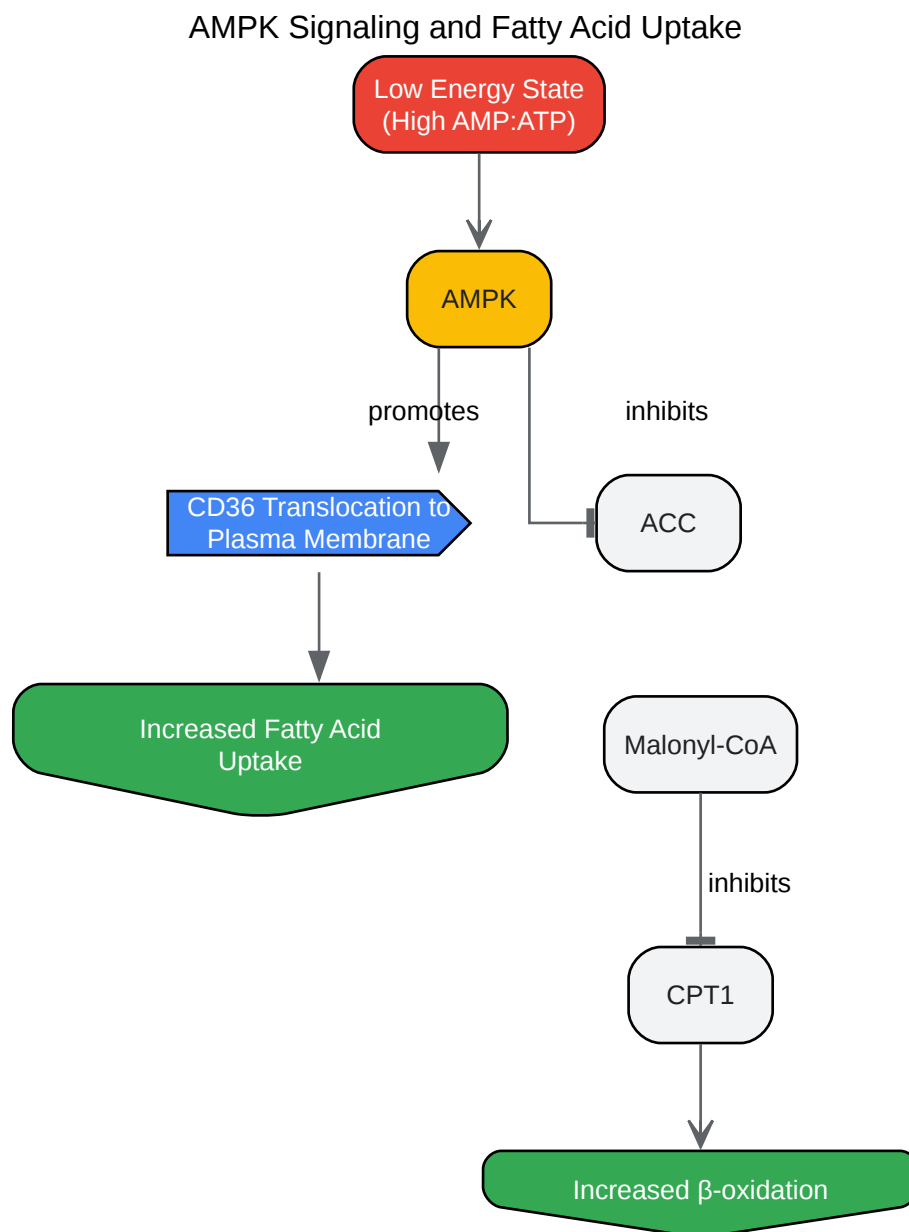 AMPK Signaling and Fatty Acid Uptake
Low Energy State
(High AMP:ATP)
AMPK
promotes
inhibits
CD36 Translocation to
Plasma Membrane
ACC
Increased Fatty Acid
Uptake
Malonyl-CoA
inhibits
CPT1
Increased β-oxidation